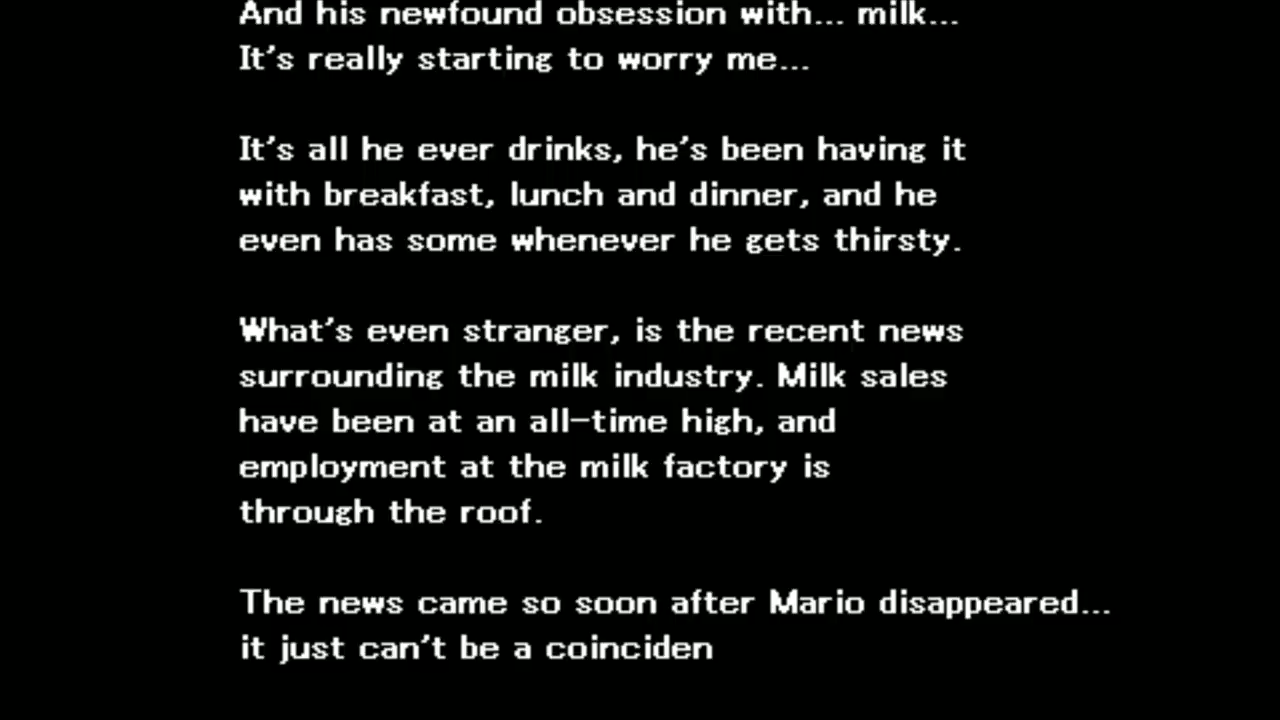 And his newfound obsession with... milk...
It's really starting to worry me...
It's all he ever drinks, he's been having it
with breakfast, lunch and dinner, and he
even has some whenever he gets thirsty.
What's even stranger, is the recent news
surrounding the milk industry. Milk sales
have been at an all-time high, and
employment at the milk factory is
through the roof.
The news came so soon after Mario disappeared...
it just can't be a coinciden